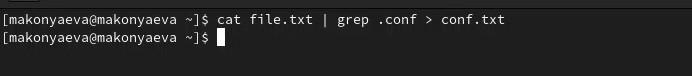 [makonyaeva@makonyaeva ~]$ cat file.txt | grep .conf > conf.txt
[makonyaeva@makonyaeva ~]$